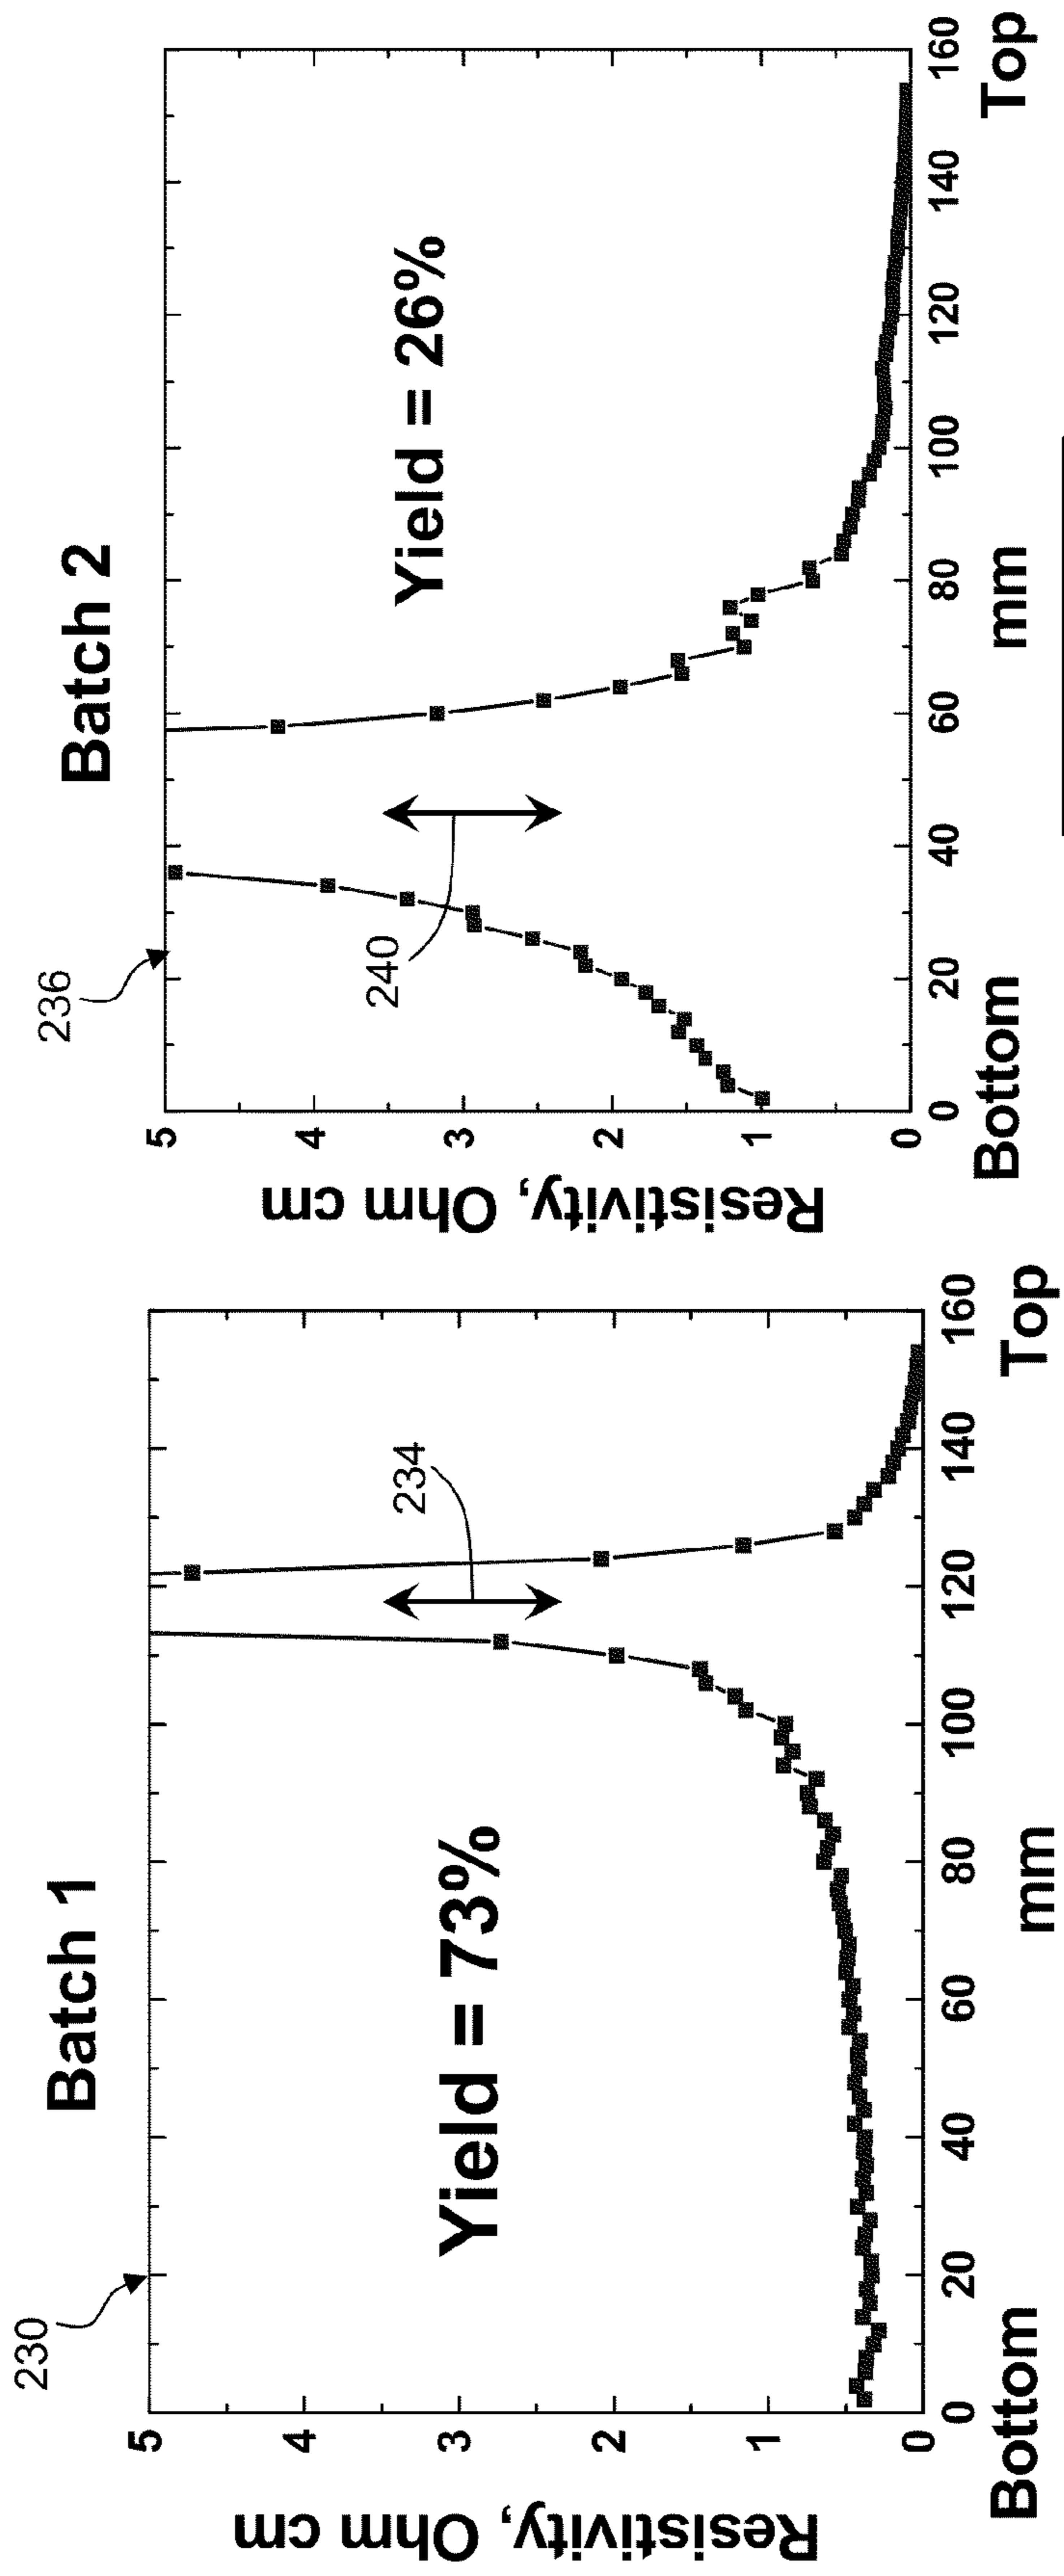 Batch 1
230
5
4
3
2
1
0
Resistivity, Ohm cm
Yield = 73%
234
0 20 40 60 80 100 120 140 160
Bottom mm Top
Batch 2
236
5
4
3
2
1
0
Resistivity, Ohm cm
Yield = 26%
240
0 20 40 60 80 100 120 140 160
Bottom mm Top